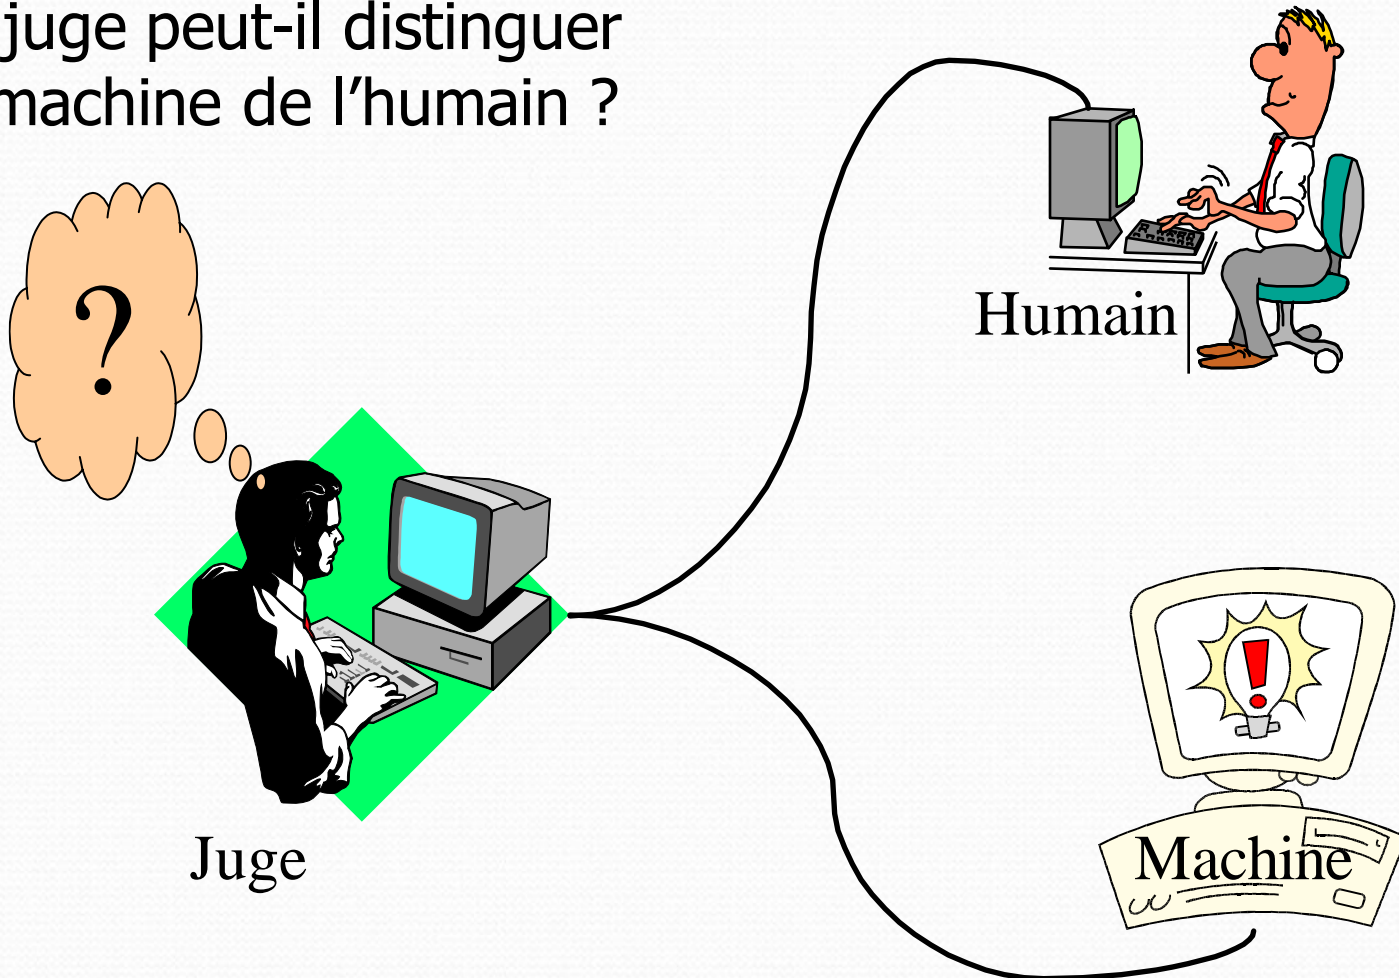 juge peut-il distinguer
machine de l’humain ?
?
Humain
Juge
Machine